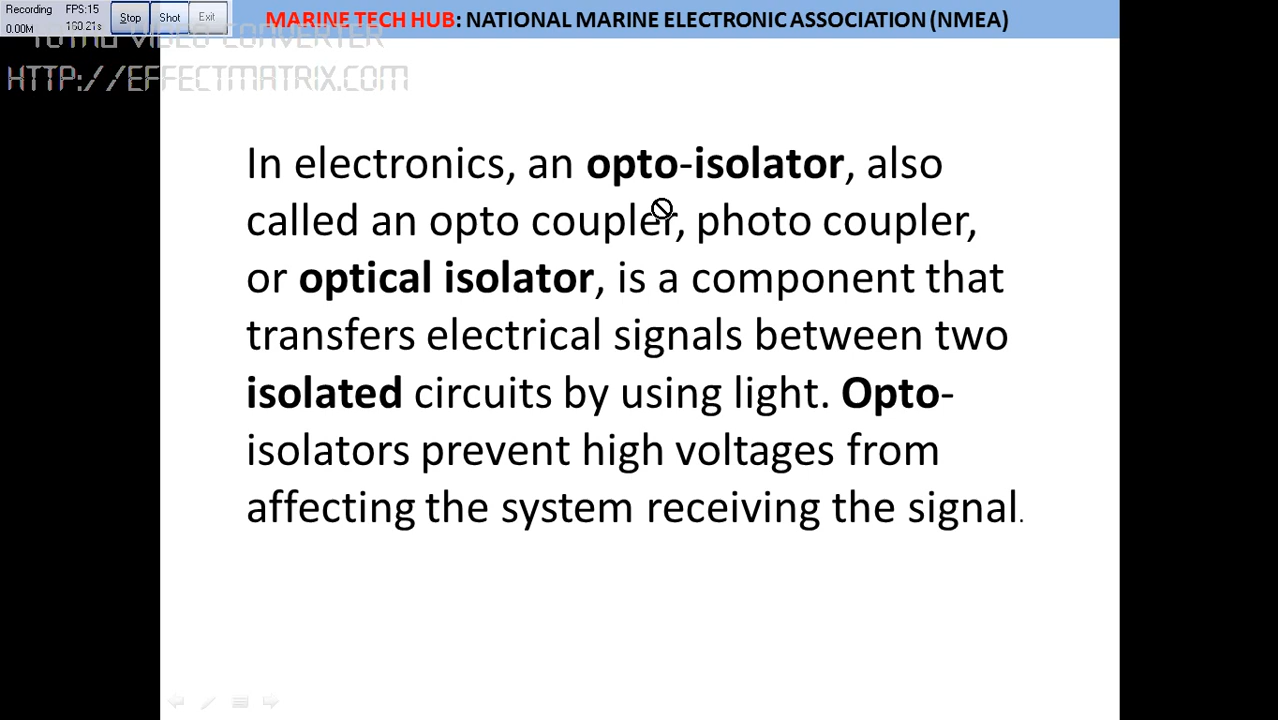 Recording
FPS:15
0.00M
160.21s
Stop
Shot
Exit
MARINE TECH HUB: NATIONAL MARINE ELECTRONIC ASSOCIATION (NMEA)
TOTAL VIDEO CONVERTER
HTTP://EFFECTMATRIX.COM
In electronics, an opto-isolator, also
called an opto coupler, photo coupler,
or optical isolator, is a component that
transfers electrical signals between two
isolated circuits by using light. Opto-
isolators prevent high voltages from
affecting the system receiving the signal.